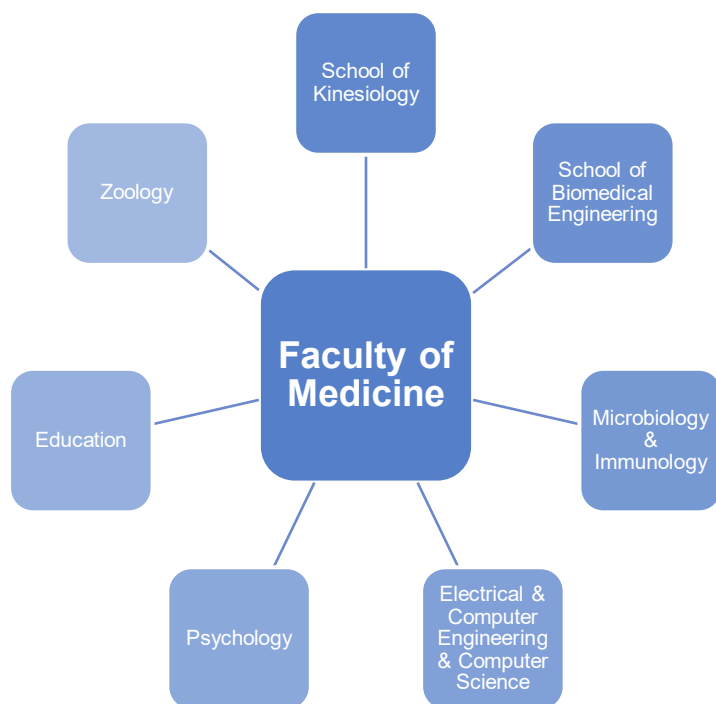 School of
Kinesiology
School of
Biomedical
Engineering
Microbiology
&
Immunology
Electrical &
Computer
Engineering
& Computer
Science
Psychology
Education
Zoology
Faculty of
Medicine